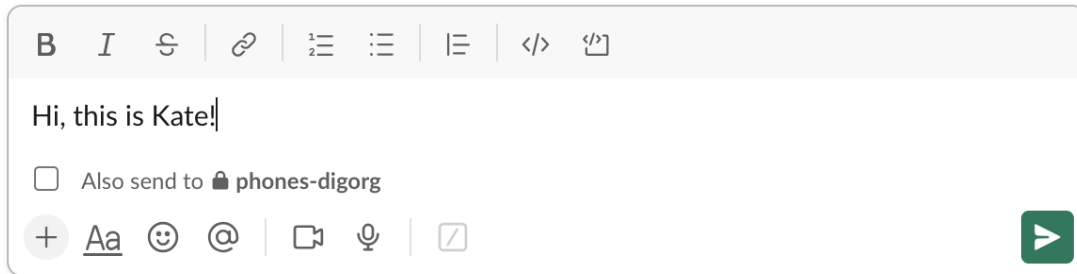 B I S
Hi, this is Kate!
Also send to phones-digorg
Aa @